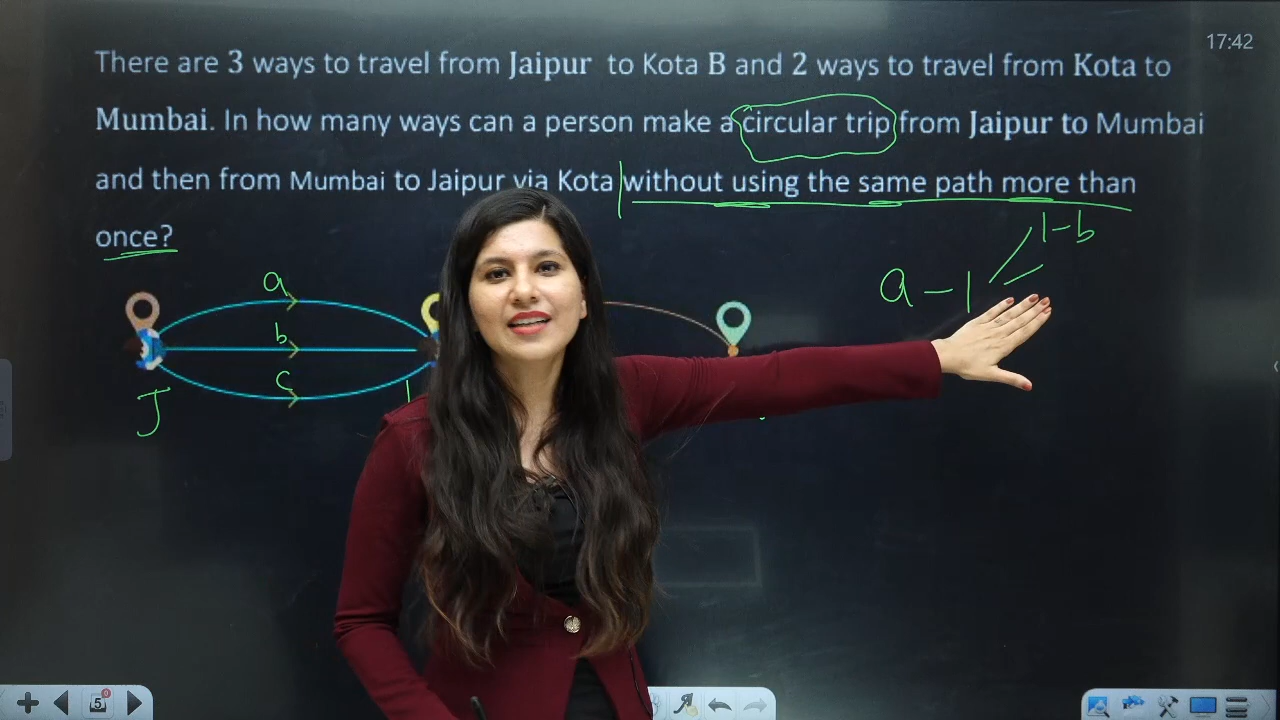 17:42
There are 3 ways to travel from Jaipur to Kota B and 2 ways to travel from Kota to
Mumbai. In how many ways can a person make a circular trip from Jaipur to Mumbai
and then from Mumbai to Jaipur via Kota without using the same path more than
once?
1-b
a
a - 1
b
c
J
5